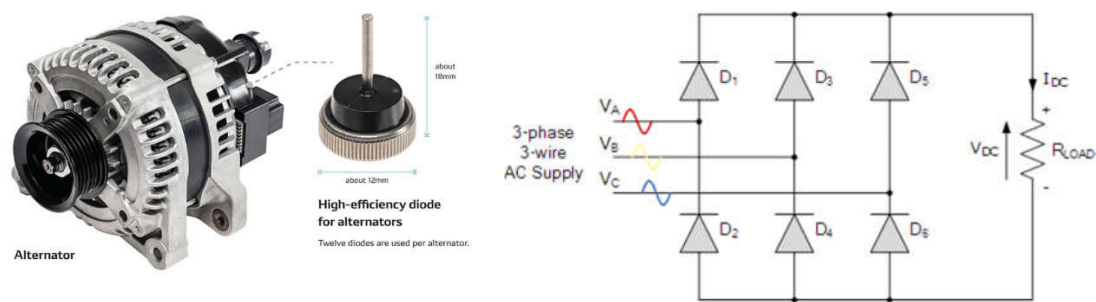 Alternator
about
18mm
about 12mm
High-efficiency diode
for alternators
Twelve diodes are used per alternator.
3-phase
3-wire
AC Supply
VA
VB
VC
D1
D3
D5
D2
D4
D6
IDC
+
VDC
RLOAD
-